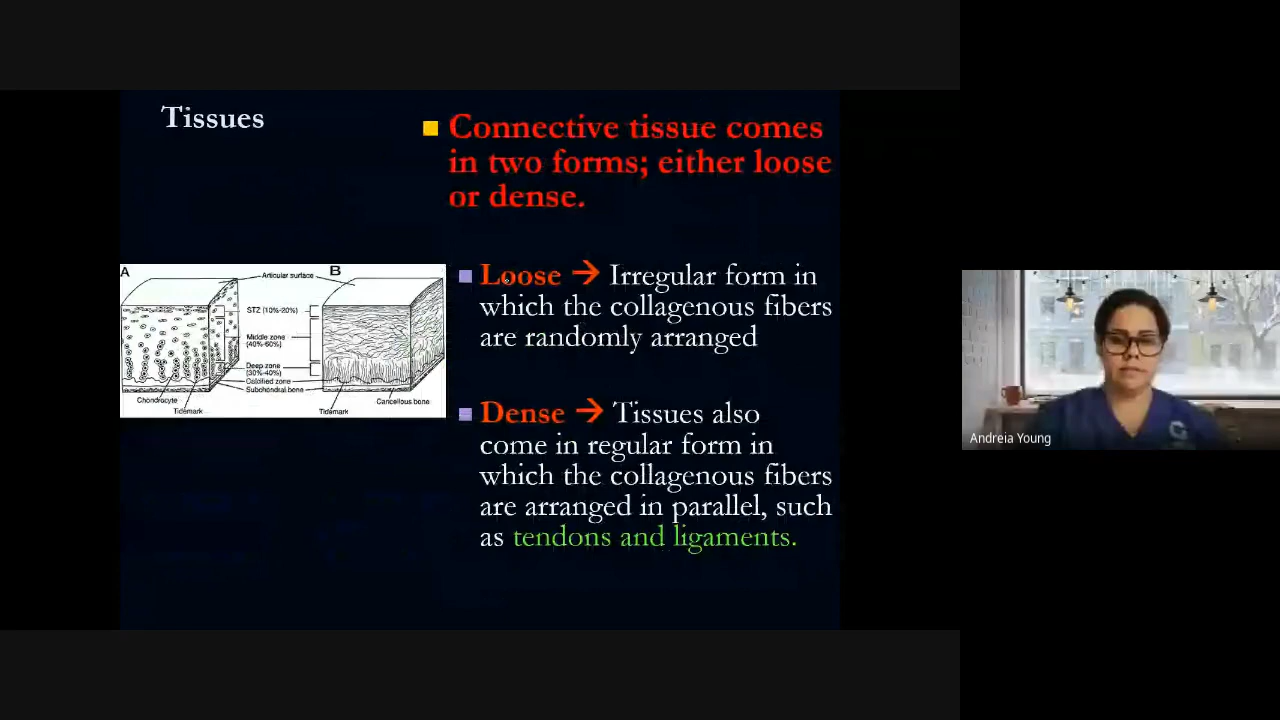 Tissues
Connective tissue comes
in two forms; either loose
or dense.
A
B
Articular surface
STZ (10%-20%)
Middle zone
(40%-60%)
Deep zone
(30%-40%)
Calcified zone
Subchondral bone
Chondrocyte
Tidemark
Tidemark
Cancellous bone
Loose → Irregular form in
which the collagenous fibers
are randomly arranged
Dense → Tissues also
come in regular form in
which the collagenous fibers
are arranged in parallel, such
as tendons and ligaments.
Andreia Young